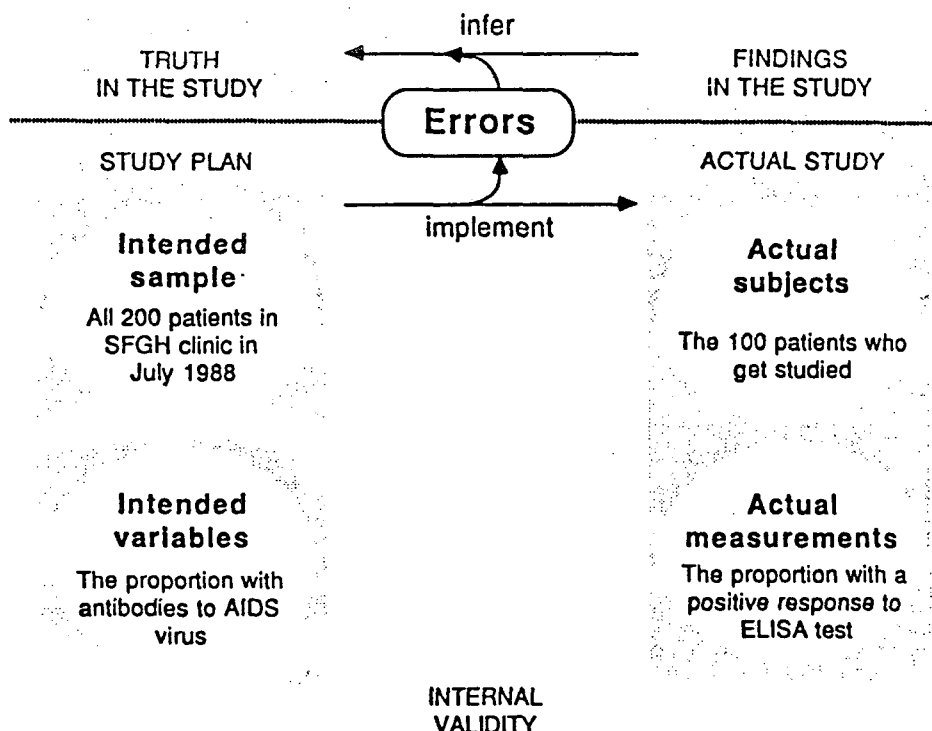 infer
TRUTH
IN THE STUDY
FINDINGS
IN THE STUDY
Errors
STUDY PLAN
ACTUAL STUDY
implement
Intended
sample
All 200 patients in
SFGH clinic in
July 1988
Actual
subjects
The 100 patients who
get studied
Intended
variables
The proportion with
antibodies to AIDS
virus
Actual
measurements
The proportion with a
positive response to
ELISA test
INTERNAL
VALIDITY